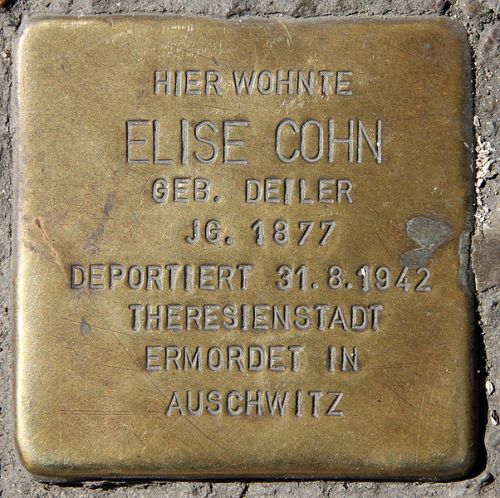 HIER WOHNTE
ELISE COHN
GEB. DEILER
JG. 1877
DEPORTIERT 31.8.1942
THERESIENSTADT
ERMORDET IN
AUSCHWITZ